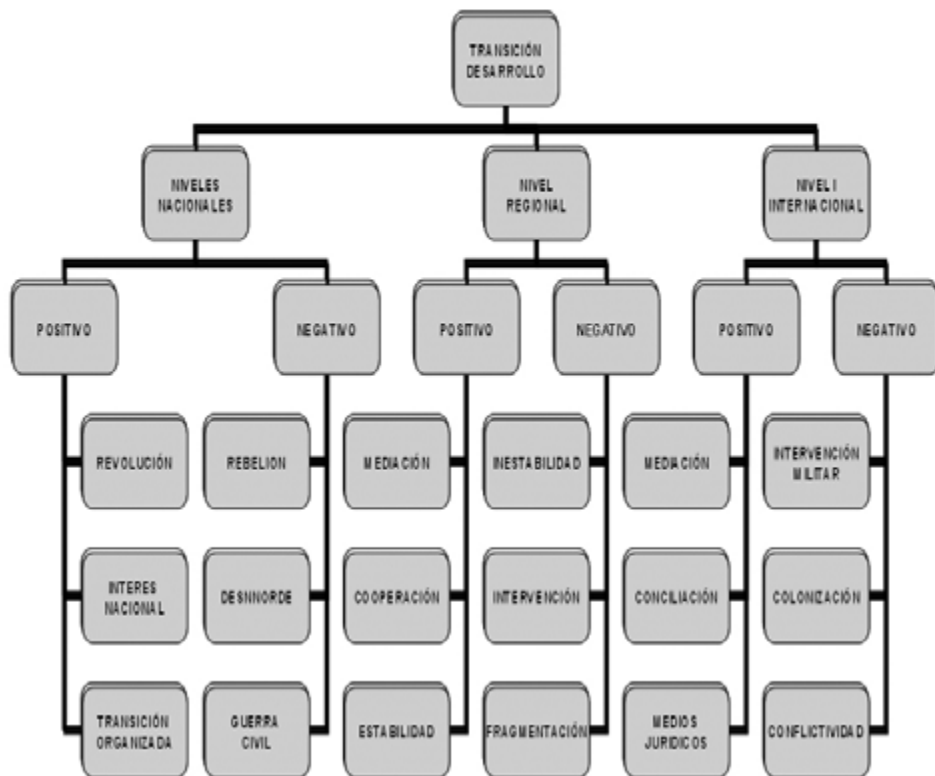 TRANSICIÓN
DESARROLLO
NIVELES
NACIONALES
NIVEL
REGIONAL
NIVEL I
INTERNACIONAL
POSITIVO
NEGATIVO
POSITIVO
NEGATIVO
POSITIVO
NEGATIVO
REVOLUCIÓN
REBELION
MEDIACIÓN
INESTABILIDAD
MEDIACIÓN
INTERVENCIÓN
MILITAR
INTERES
NACIONAL
DESNNORDE
COOPERACIÓN
INTERVENCIÓN
CONCILIACIÓN
COLONIZACIÓN
TRANSICIÓN
ORGANIZADA
GUERRA
CIVIL
ESTABILIDAD
FRAGMENTACIÓN
MEDIOS
JURIDICOS
CONFLICTIVIDAD